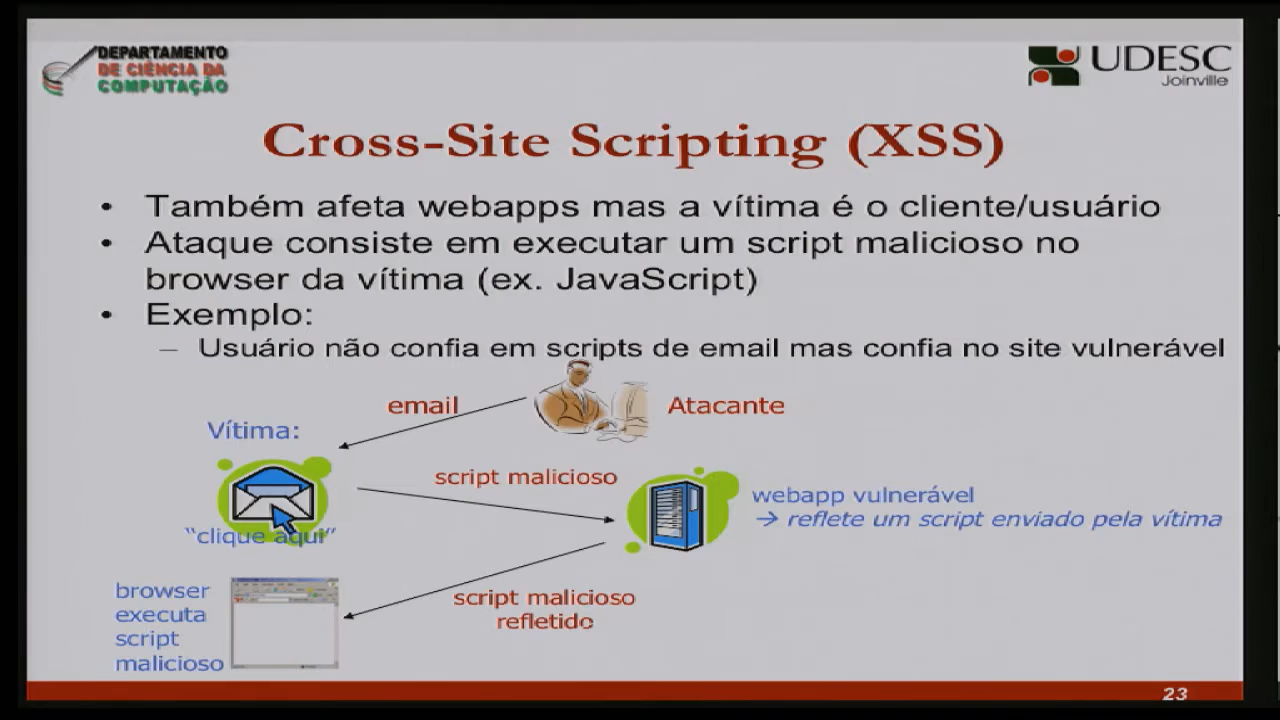 DEPARTAMENTO
DE CIÊNCIA DA
COMPUTAÇÃO
UDESC
Joinville
Cross-Site Scripting (XSS)
• Também afeta webapps mas a vítima é o cliente/usuário
• Ataque consiste em executar um script malicioso no
browser da vítima (ex. JavaScript)
• Exemplo:
– Usuário não confia em scripts de email mas confia no site vulnerável
email
Atacante
Vítima:
script malicioso
webapp vulnerável
→ reflete um script enviado pela vítima
“clique aqui”
browser
executa
script
malicioso
script malicioso
refletido
23